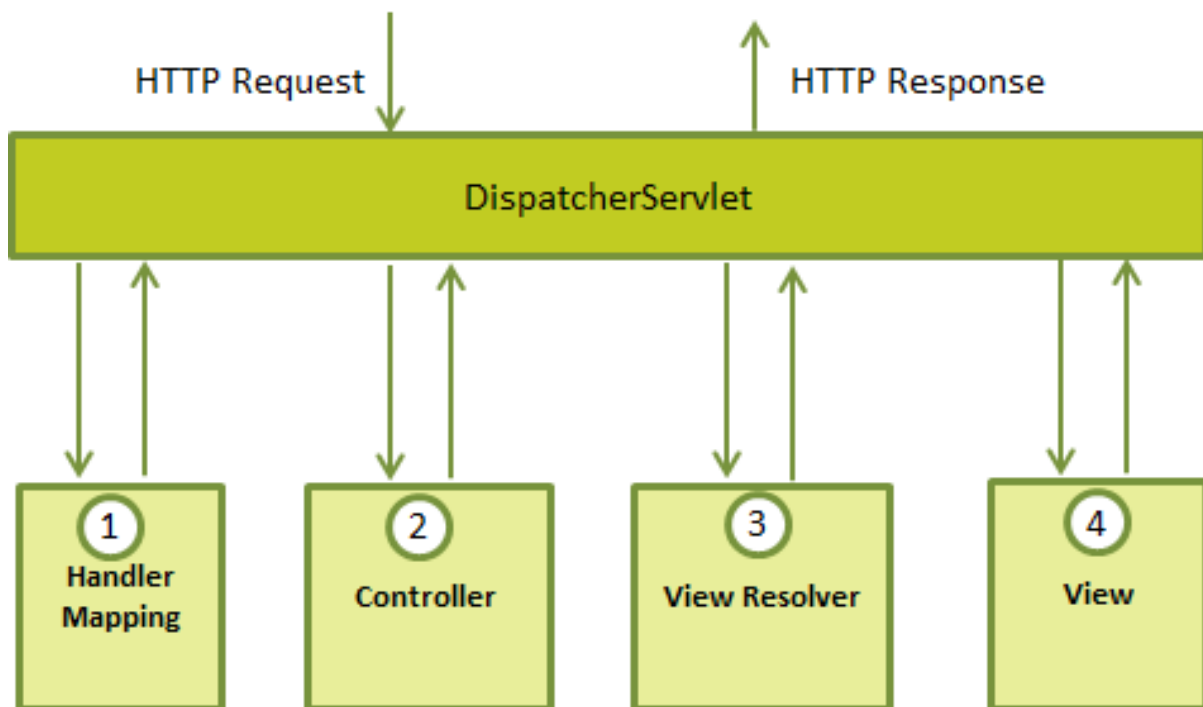 HTTP Request
HTTP Response
DispatcherServlet
1
Handler
Mapping
2
Controller
3
View Resolver
4
View